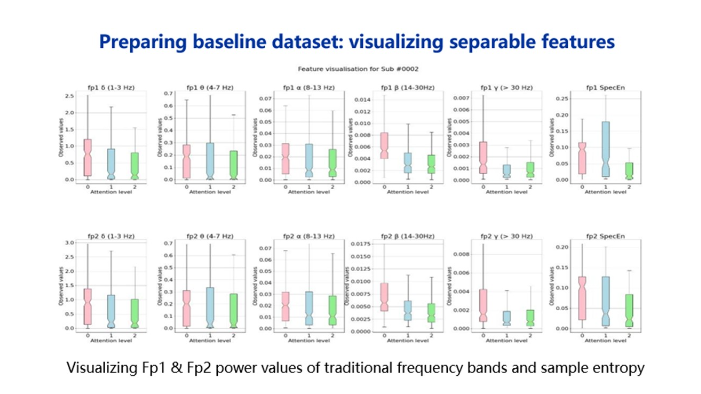 Preparing baseline dataset: visualizing separable features
Feature visualisation for Sub #0002
fp1 δ (1-3 Hz)
fp1 θ (4-7 Hz)
fp1 α (8-13 Hz)
fp1 β (14-30Hz)
fp1 γ (> 30 Hz)
fp1 SpecEn
Observed values
2.5
2.0
1.5
1.0
0.5
0.0
0 1 2
Attention level
Observed values
0.7
0.6
0.5
0.4
0.3
0.2
0.1
0.0
0 1 2
Attention level
Observed values
0.07
0.06
0.05
0.04
0.03
0.02
0.01
0.00
0 1 2
Attention level
Observed values
0.014
0.012
0.010
0.008
0.006
0.004
0.002
0.000
0 1 2
Attention level
Observed values
0.007
0.006
0.005
0.004
0.003
0.002
0.001
0.000
0 1 2
Attention level
Observed values
0.25
0.20
0.15
0.10
0.05
0.00
0 1 2
Attention level
fp2 δ (1-3 Hz)
fp2 θ (4-7 Hz)
fp2 α (8-13 Hz)
fp2 β (14-30Hz)
fp2 γ (> 30 Hz)
fp2 SpecEn
Observed values
3.0
2.5
2.0
1.5
1.0
0.5
0.0
0 1 2
Attention level
Observed values
0.7
0.6
0.5
0.4
0.3
0.2
0.1
0.0
0 1 2
Attention level
Observed values
0.07
0.06
0.05
0.04
0.03
0.02
0.01
0.00
0 1 2
Attention level
Observed values
0.0175
0.0150
0.0125
0.0100
0.0075
0.0050
0.0025
0.0000
0 1 2
Attention level
Observed values
0.008
0.006
0.004
0.002
0.000
0 1 2
Attention level
Observed values
0.20
0.15
0.10
0.05
0.00
0 1 2
Attention level
Visualizing Fp1 & Fp2 power values of traditional frequency bands and sample entropy